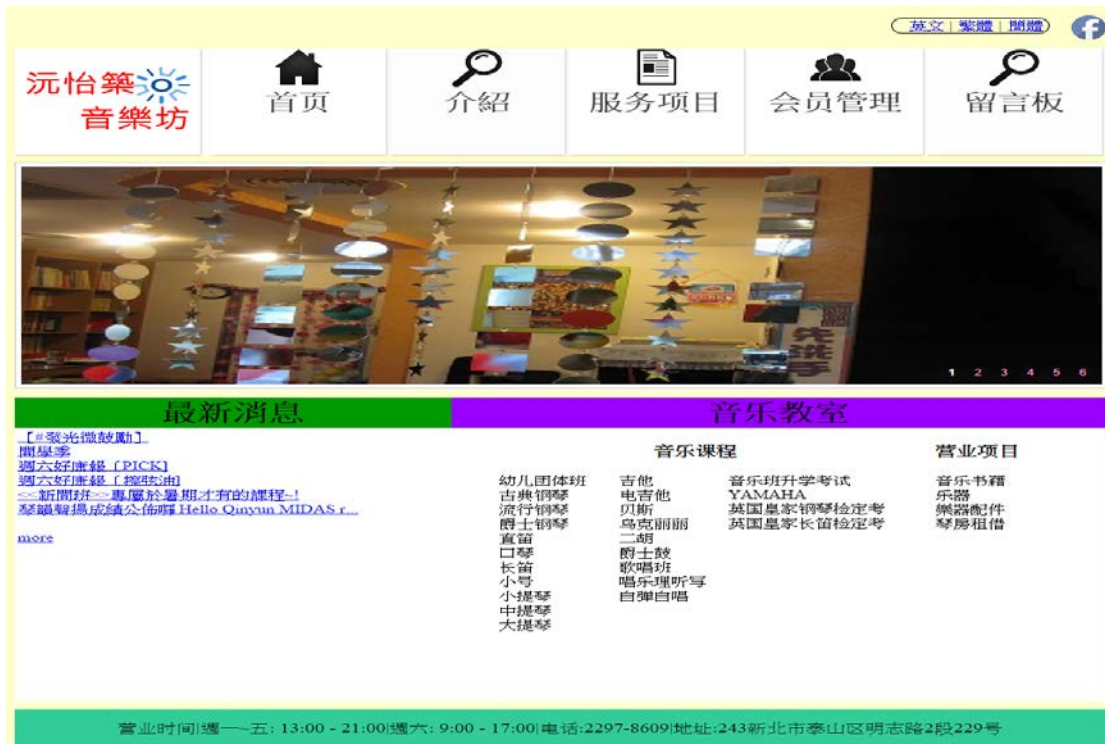 英文 | 繁體 | 簡體
沅怡築
音樂坊
首页
介紹
服务项目
会员管理
留言板
1 2 3 4 5 6
最新消息
音乐教室
【#發光微鼓勵】
開學季
週六好康報〔PICK]
週六好康報〔擦弦油]
<<新開班>>專屬於暑期才有的課程~!
琴韻聲揚成績公佈囉 Hello Qinyun MIDAS r...
more
音乐课程
营业项目
幼儿团体班 吉他 音乐班升学考试 音乐书籍
古典钢琴 电吉他 YAMAHA 乐器
流行钢琴 贝斯 英国皇家钢琴检定考 樂器配件
爵士钢琴 乌克丽丽 英国皇家长笛检定考 琴房租借
直笛 二胡
口琴 爵士鼓
长笛 歌唱班
小号 唱乐理听写
小提琴 自弹自唱
中提琴
大提琴
营业时间|週一~五: 13:00 - 21:00|週六: 9:00 - 17:00|电话:2297-8609|地址:243新北市泰山区明志路2段229号